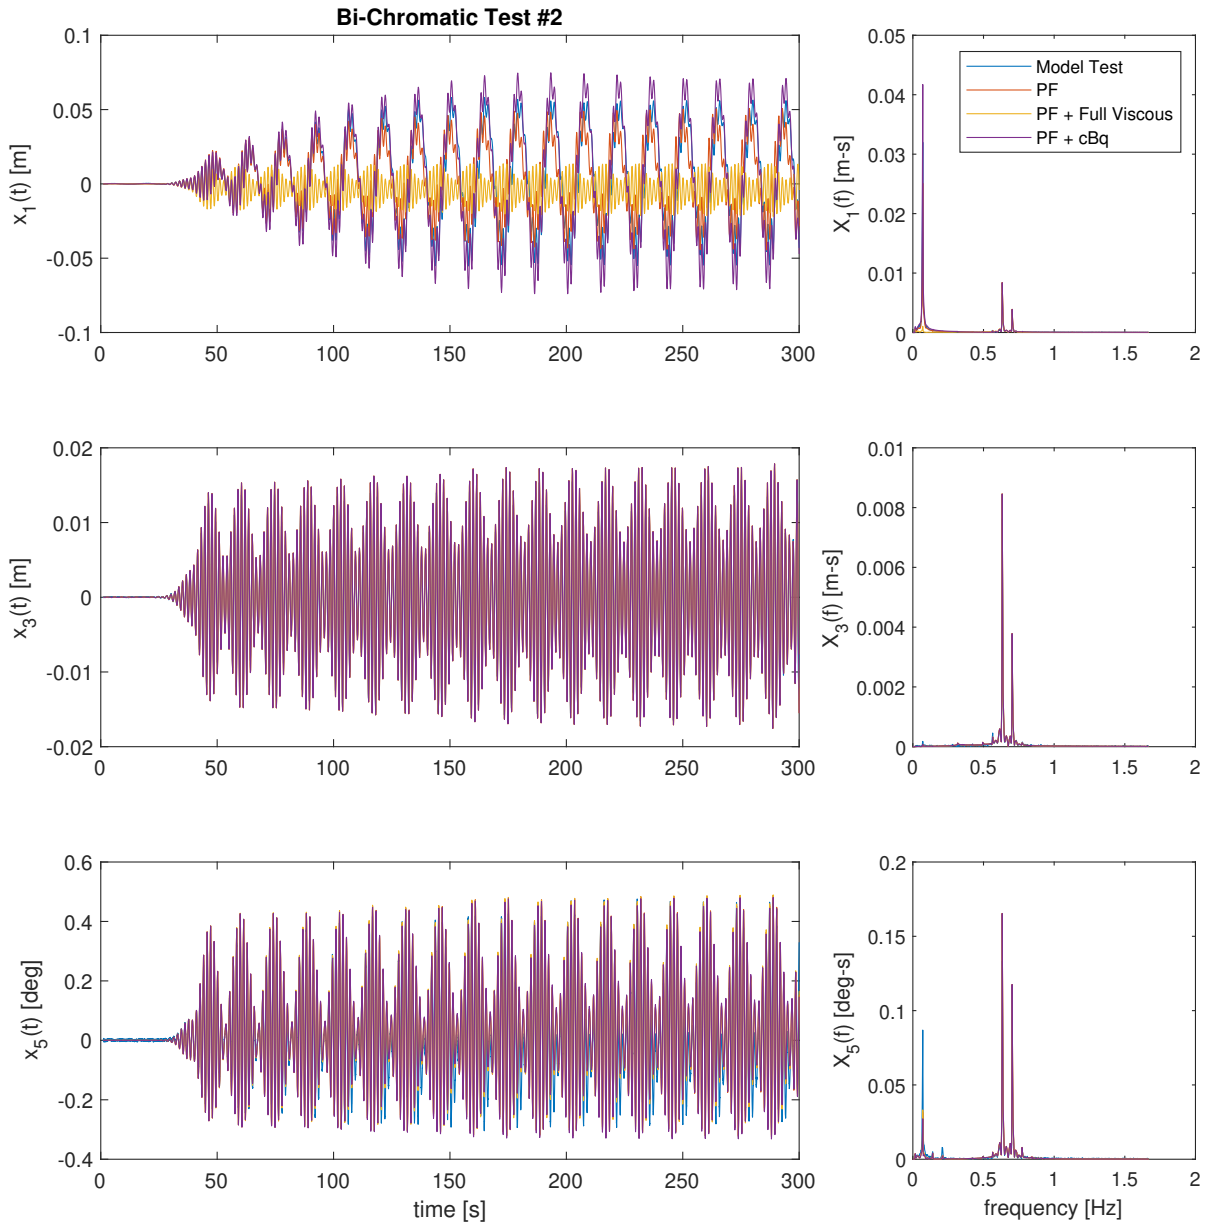 Bi-Chromatic Test #2
0.1
0.05
0
-0.05
-0.1
x1(t) [m]
0 50 100 150 200 250 300
0.05
0.04
0.03
0.02
0.01
0
X1(f) [m-s]
0 0.5 1 1.5 2
Model Test
PF
PF + Full Viscous
PF + cBq
0.02
0.01
0
-0.01
-0.02
x3(t) [m]
0 50 100 150 200 250 300
0.01
0.008
0.006
0.004
0.002
0
X3(f) [m-s]
0 0.5 1 1.5 2
0.6
0.4
0.2
0
-0.2
-0.4
x5(t) [deg]
0 50 100 150 200 250 300
time [s]
0.2
0.15
0.1
0.05
0
X5(f) [deg-s]
0 0.5 1 1.5 2
frequency [Hz]